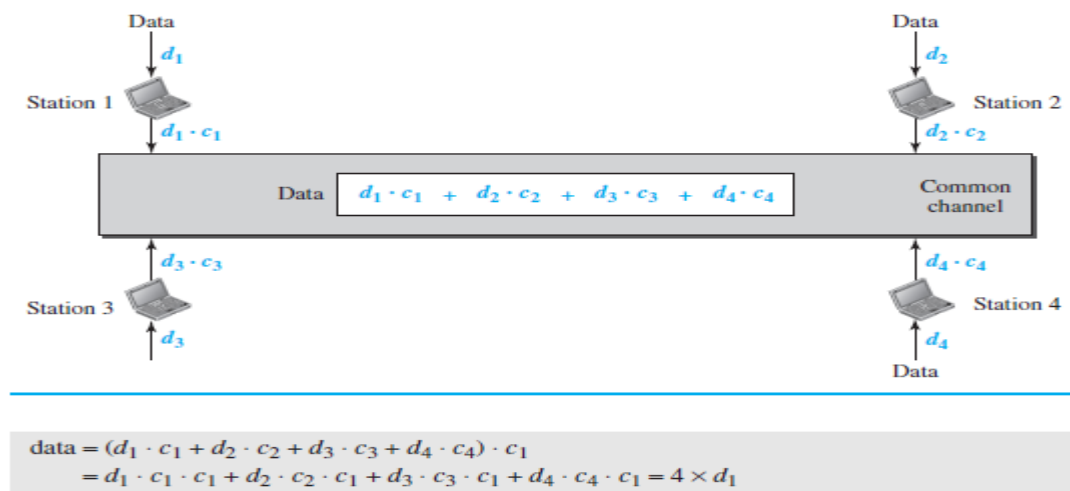 Data Data
d₁ d₂
Station 1 Station 2
d₁ · c₁ d₂ · c₂
Data d₁ · c₁ + d₂ · c₂ + d₃ · c₃ + d₄ · c₄ Common
channel
d₃ · c₃ d₄ · c₄
Station 3 Station 4
d₃ d₄
Data
data = (d₁ · c₁ + d₂ · c₂ + d₃ · c₃ + d₄ · c₄) · c₁
= d₁ · c₁ · c₁ + d₂ · c₂ · c₁ + d₃ · c₃ · c₁ + d₄ · c₄ · c₁ = 4 × d₁